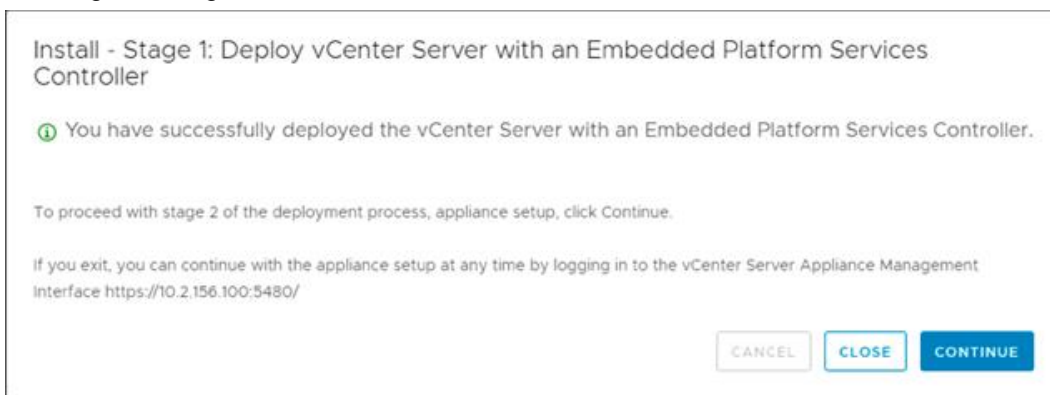 Install - Stage 1: Deploy vCenter Server with an Embedded Platform Services
Controller
You have successfully deployed the vCenter Server with an Embedded Platform Services Controller.
To proceed with stage 2 of the deployment process, appliance setup, click Continue.
If you exit, you can continue with the appliance setup at any time by logging in to the vCenter Server Appliance Management
Interface https://10.2.156.100:5480/
CANCEL CLOSE CONTINUE